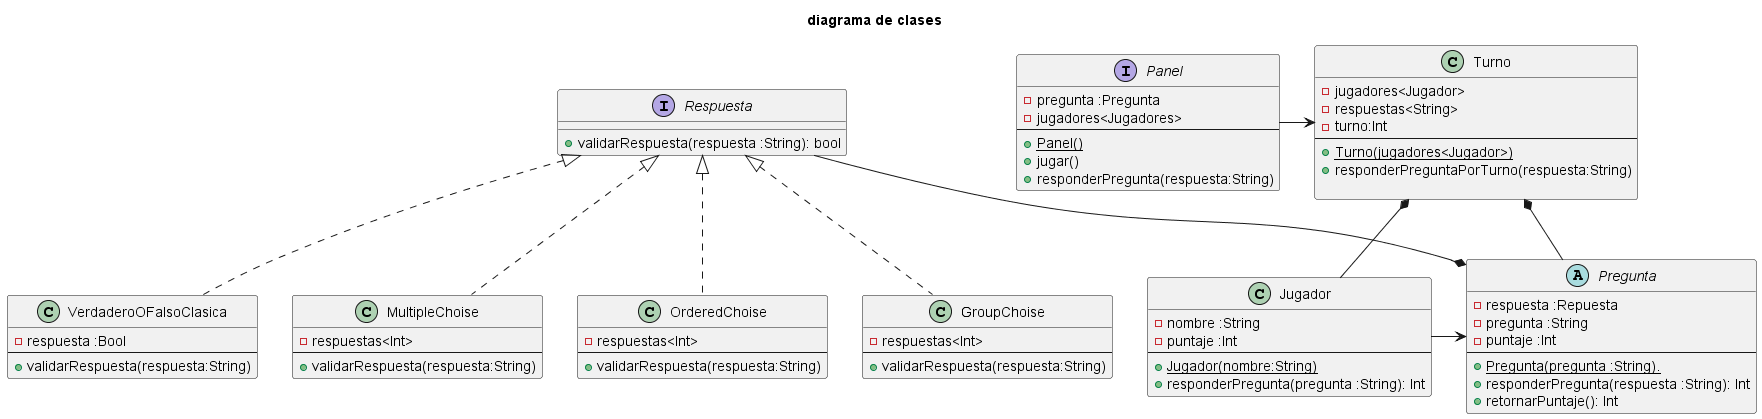 diagrama de clases
I Respuesta
validarRespuesta(respuesta :String): bool
I Panel
pregunta :Pregunta
jugadores<Jugadores>
Panel()
jugar()
responderPregunta(respuesta:String)
C Turno
jugadores<Jugador>
respuestas<String>
turno:Int
Turno(jugadores<Jugador>)
responderPreguntaPorTurno(respuesta:String)
C VerdaderoOFalsoClasica
respuesta :Bool
validarRespuesta(respuesta:String)
C MultipleChoise
respuestas<Int>
validarRespuesta(respuesta:String)
C OrderedChoise
respuestas<Int>
validarRespuesta(respuesta:String)
C GroupChoise
respuestas<Int>
validarRespuesta(respuesta:String)
C Jugador
nombre :String
puntaje :Int
Jugador(nombre:String)
responderPregunta(pregunta :String): Int
A Pregunta
respuesta :Repuesta
pregunta :String
puntaje :Int
Pregunta(pregunta :String).
responderPregunta(respuesta :String): Int
retornarPuntaje(): Int